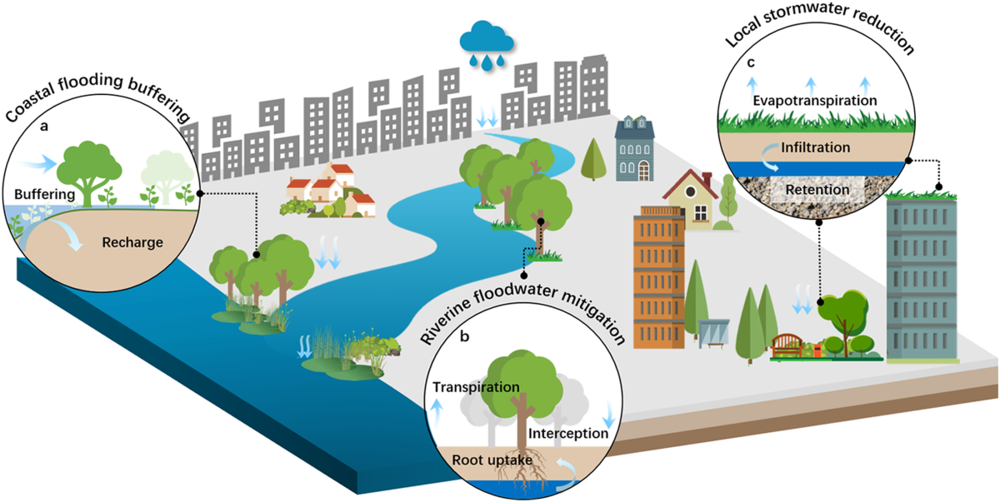 Coastal flooding buffering
a
Buffering
Recharge
Riverine floodwater mitigation
b
Transpiration
Interception
Root uptake
Local stormwater reduction
c
Evapotranspiration
Infiltration
Retention